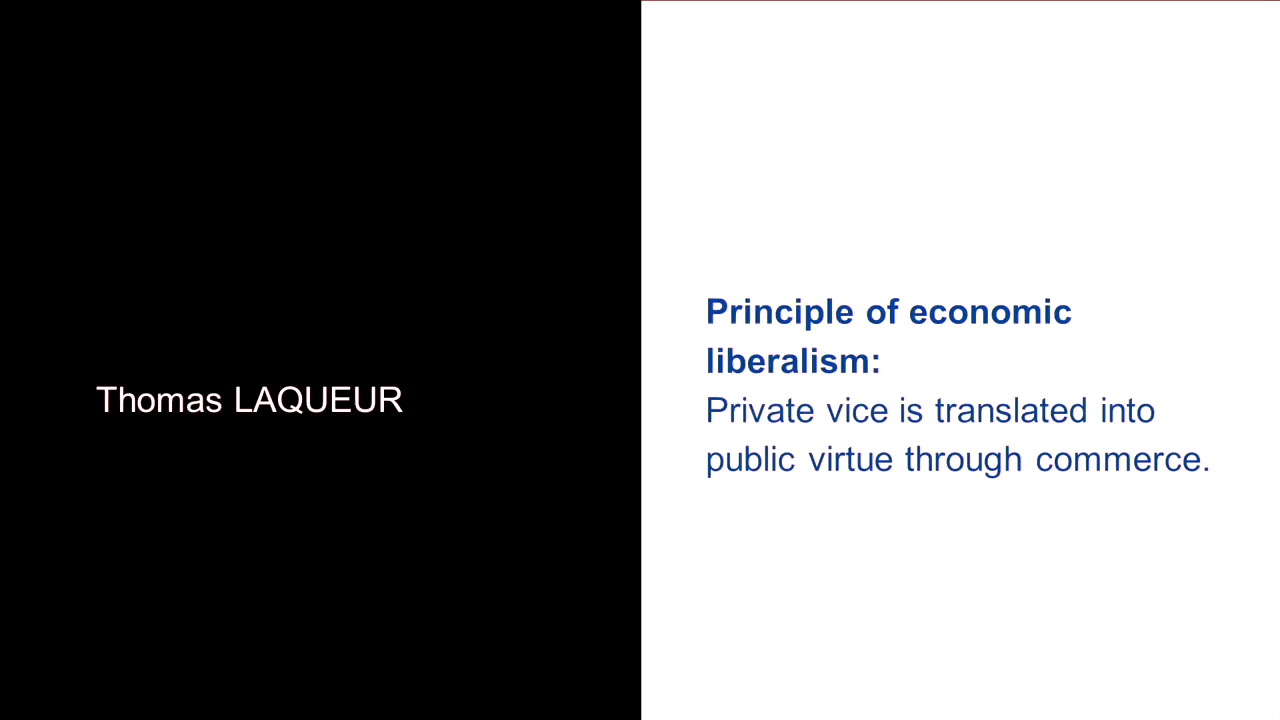 Thomas LAQUEUR
Principle of economic
liberalism:
Private vice is translated into
public virtue through commerce.